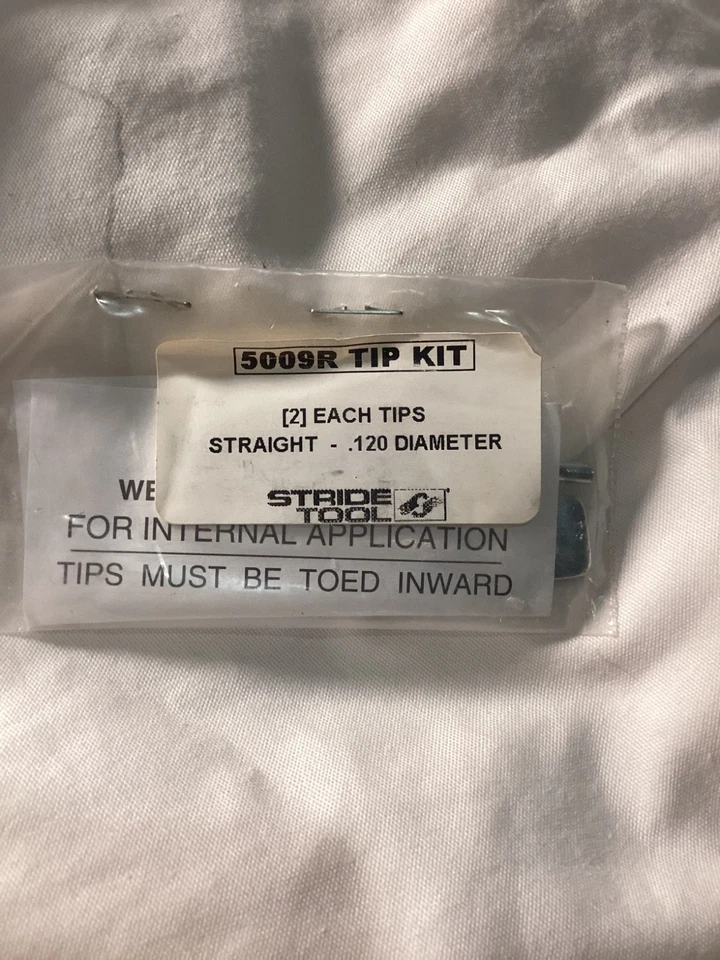 5009R TIP KIT
[2] EACH TIPS
STRAIGHT - .120 DIAMETER
STRIDE
TOOL
WE
FOR INTERNAL APPLICATION
TIPS MUST BE TOED INWARD